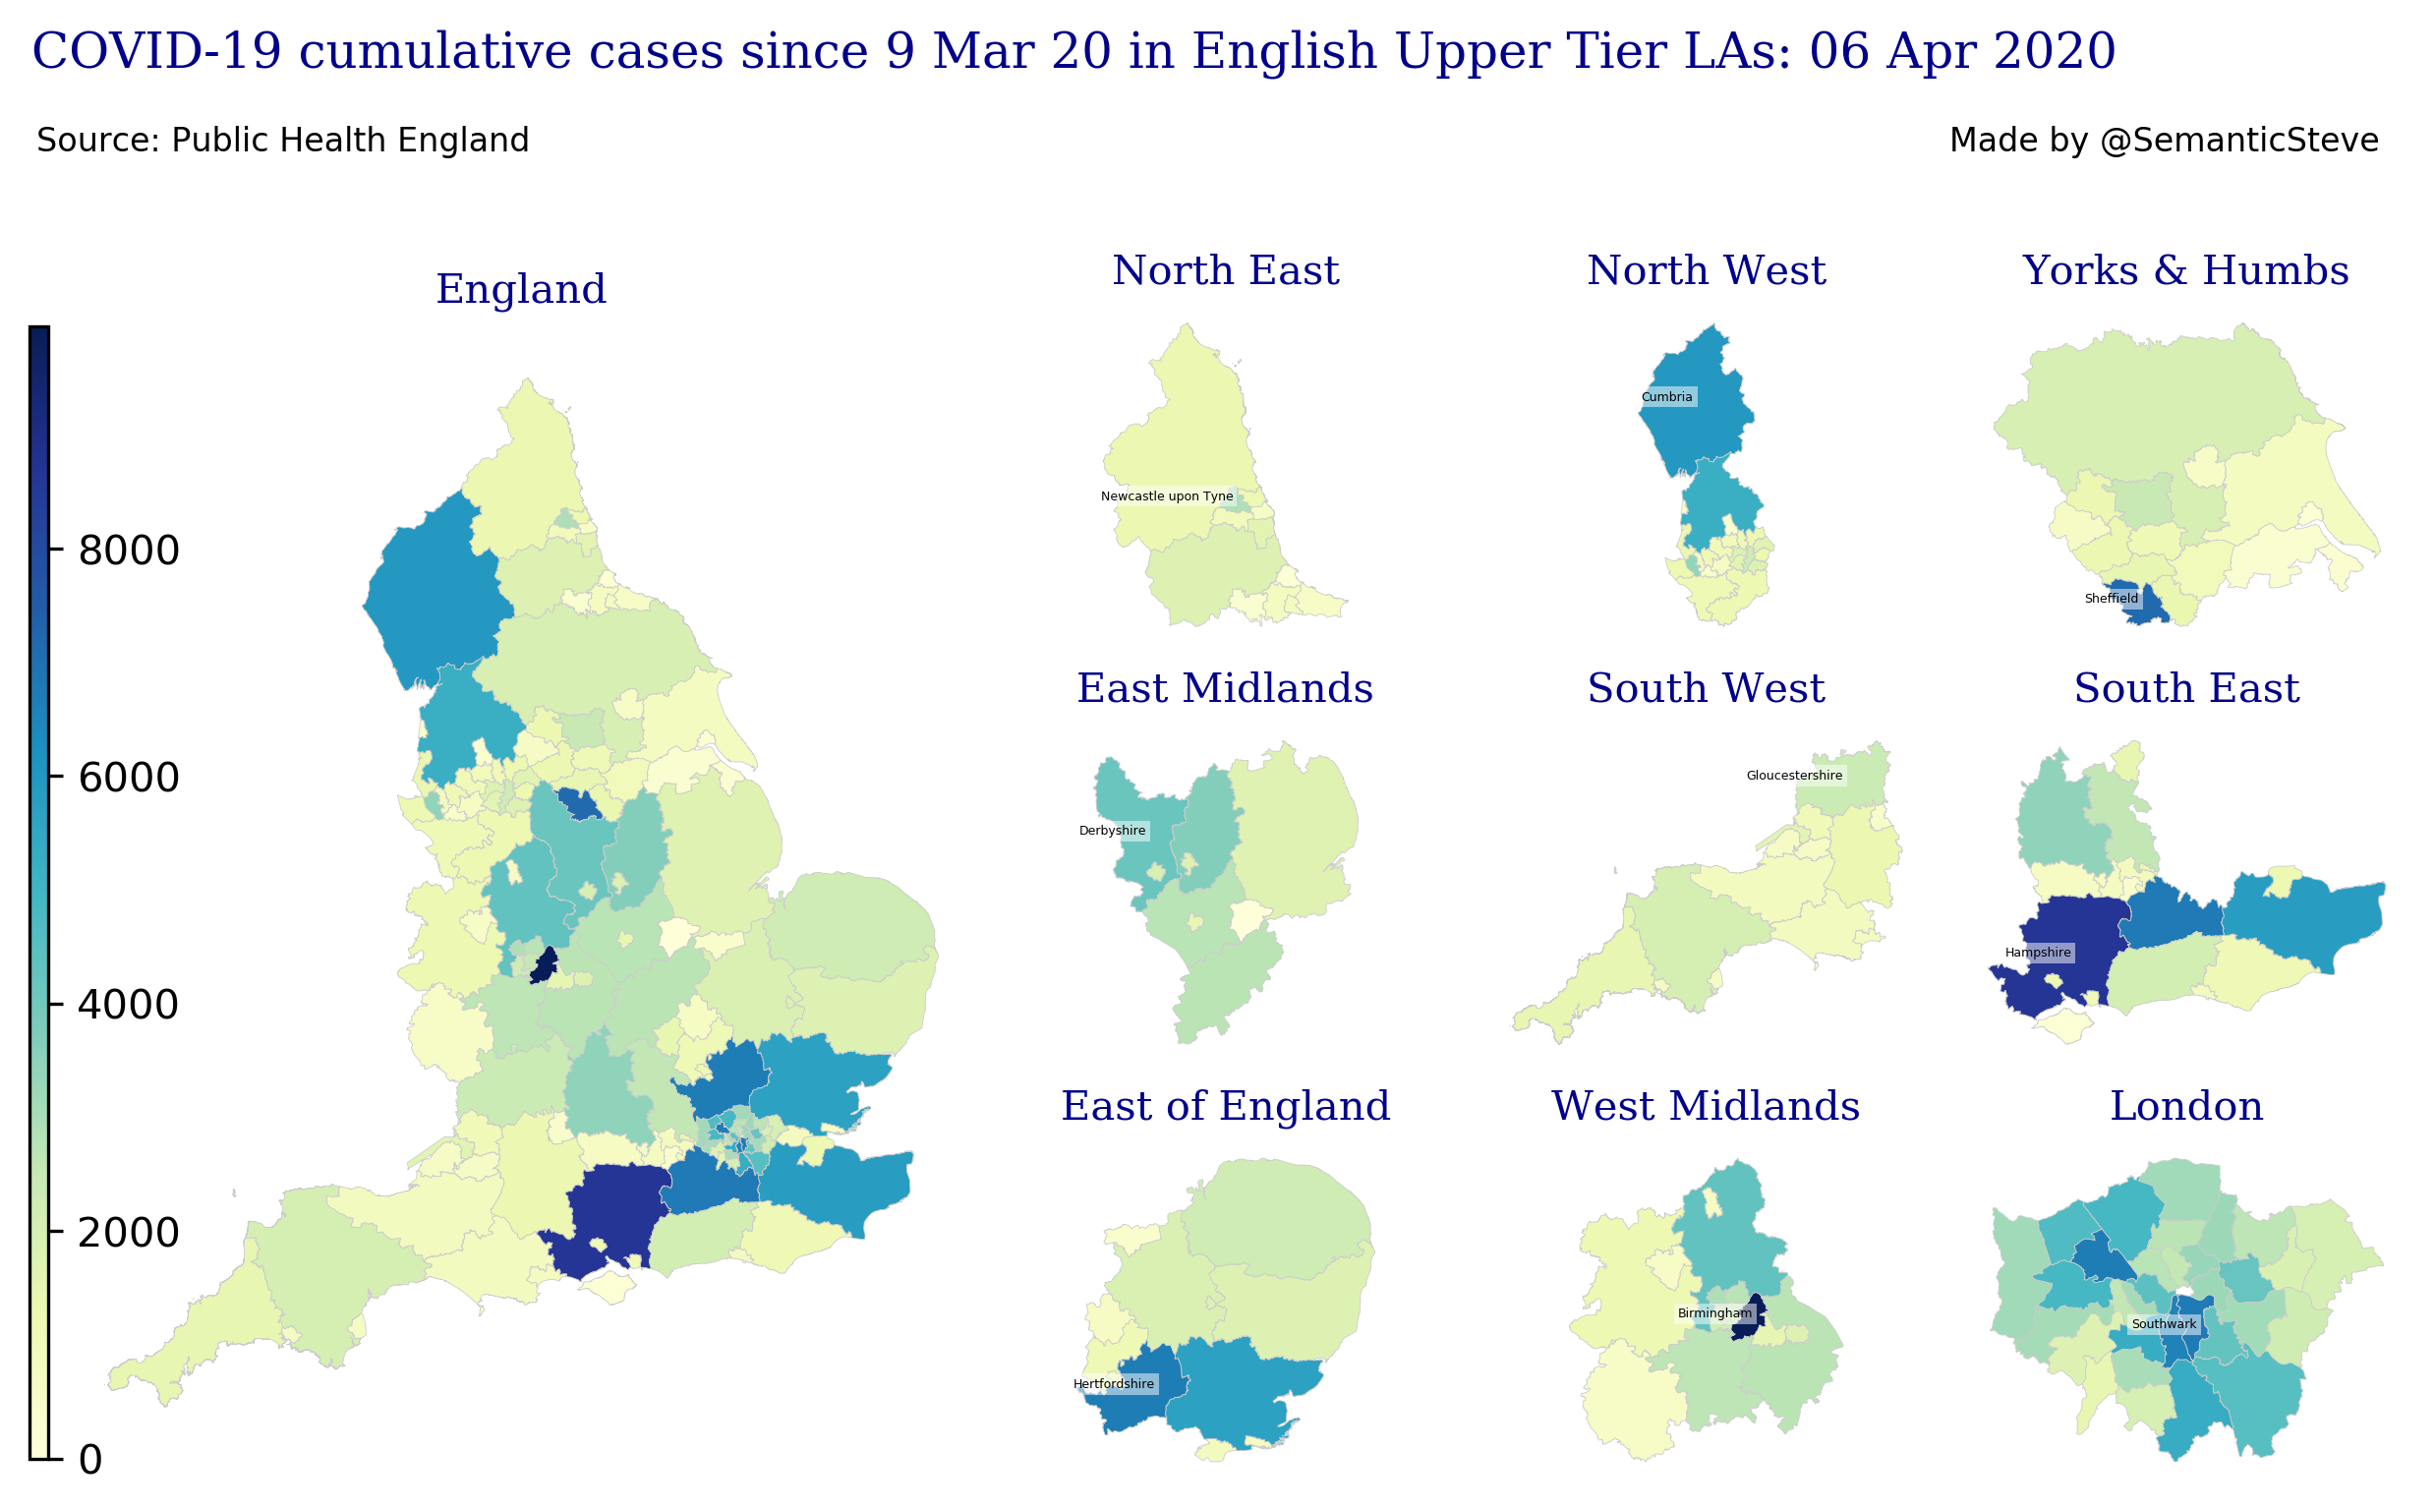 COVID-19 cumulative cases since 9 Mar 20 in English Upper Tier LAs: 06 Apr 2020
Source: Public Health England
Made by @SemanticSteve
England
8000
6000
4000
2000
0
North East
Newcastle upon Tyne
North West
Cumbria
Yorks & Humbs
Sheffield
East Midlands
Derbyshire
South West
Gloucestershire
South East
Hampshire
East of England
Hertfordshire
West Midlands
Birmingham
London
Southwark